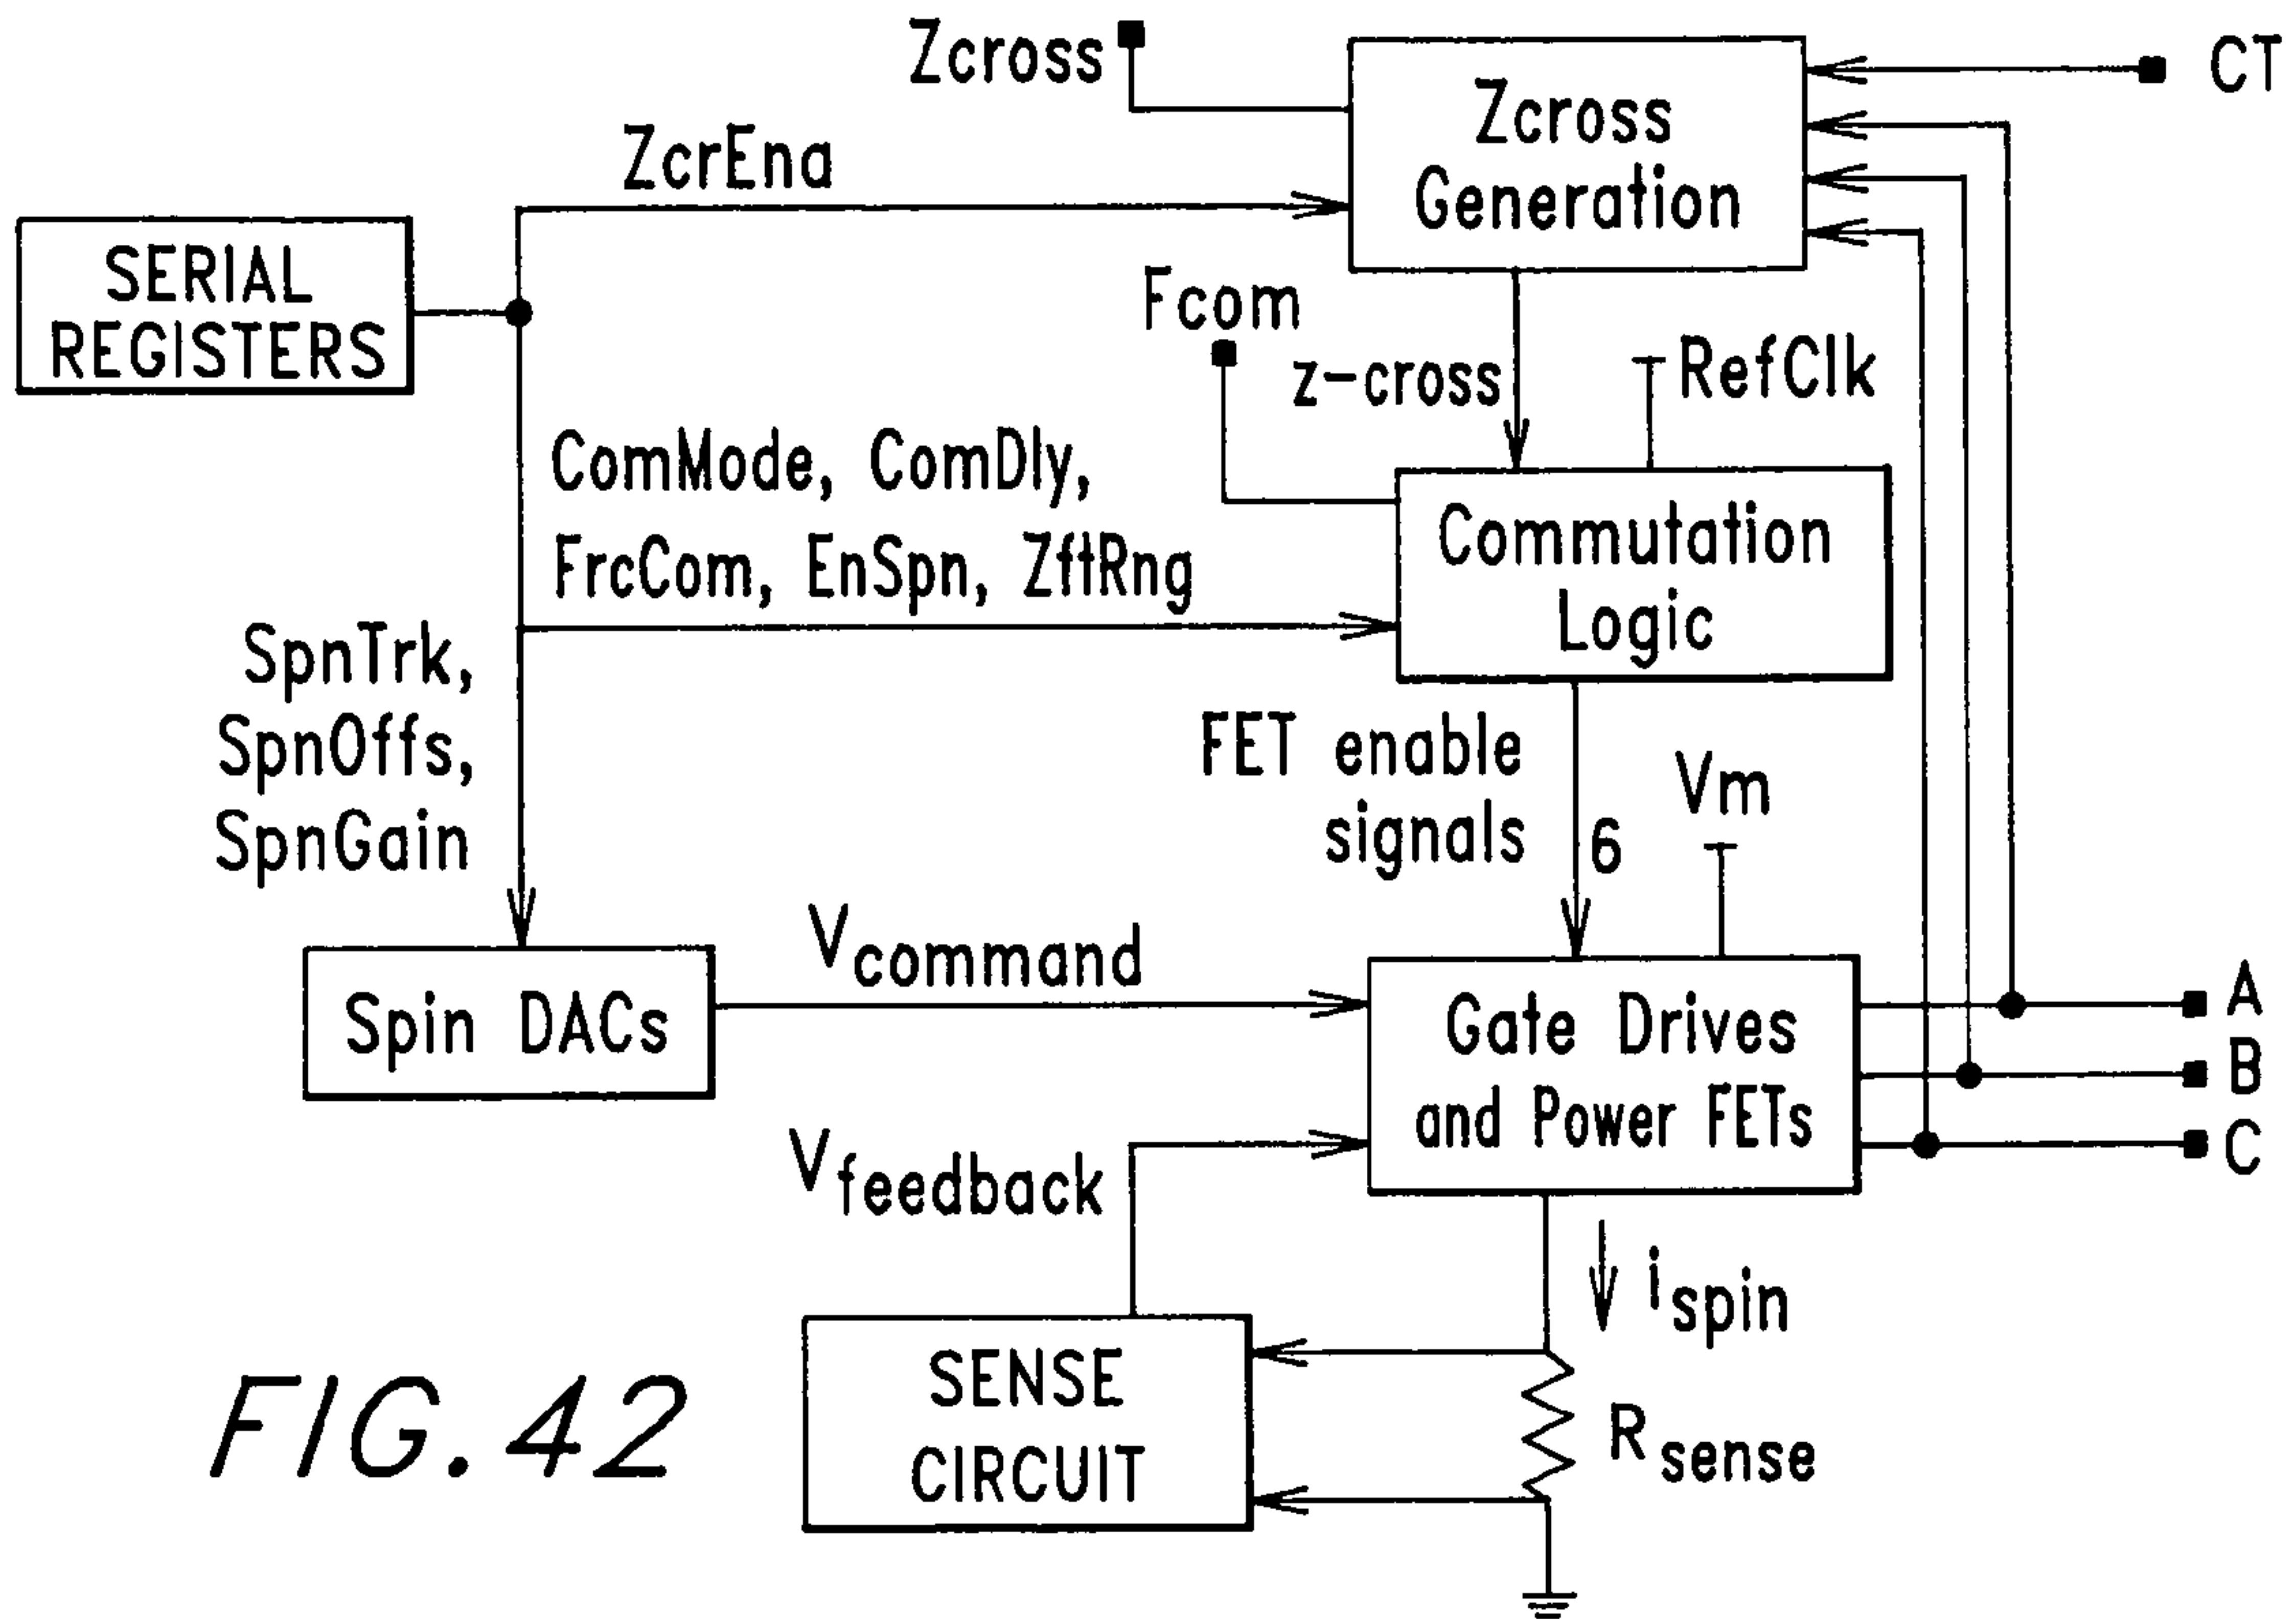 Zcross
CT
Zcross
Generation
ZcrEna
SERIAL
REGISTERS
Fcom
z-cross
RefClk
ComMode, ComDly,
FrcCom, EnSpn, ZftRng
Commutation
Logic
SpnTrk,
SpnOffs,
SpnGain
FET enable
signals
6
Vm
Vcommand
Spin DACs
Gate Drives
and Power FETs
A
B
C
Vfeedback
ispin
SENSE
CIRCUIT
Rsense
FIG. 42